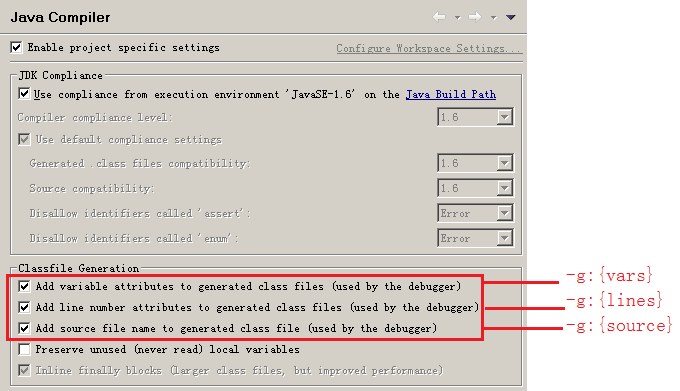 Java Compiler
Enable project specific settings
Configure Workspace Settings...
JDK Compliance
Use compliance from execution environment 'JavaSE-1.6' on the Java Build Path
Compiler compliance level: 1.6
Use default compliance settings
Generated .class files compatibility: 1.6
Source compatibility: 1.6
Disallow identifiers called 'assert': Error
Disallow identifiers called 'enum': Error
Classfile Generation
Add variable attributes to generated class files (used by the debugger) -g:{vars}
Add line number attributes to generated class files (used by the debugger) -g:{lines}
Add source file name to generated class file (used by the debugger) -g:{source}
Preserve unused (never read) local variables
Inline finally blocks (larger class files, but improved performance)